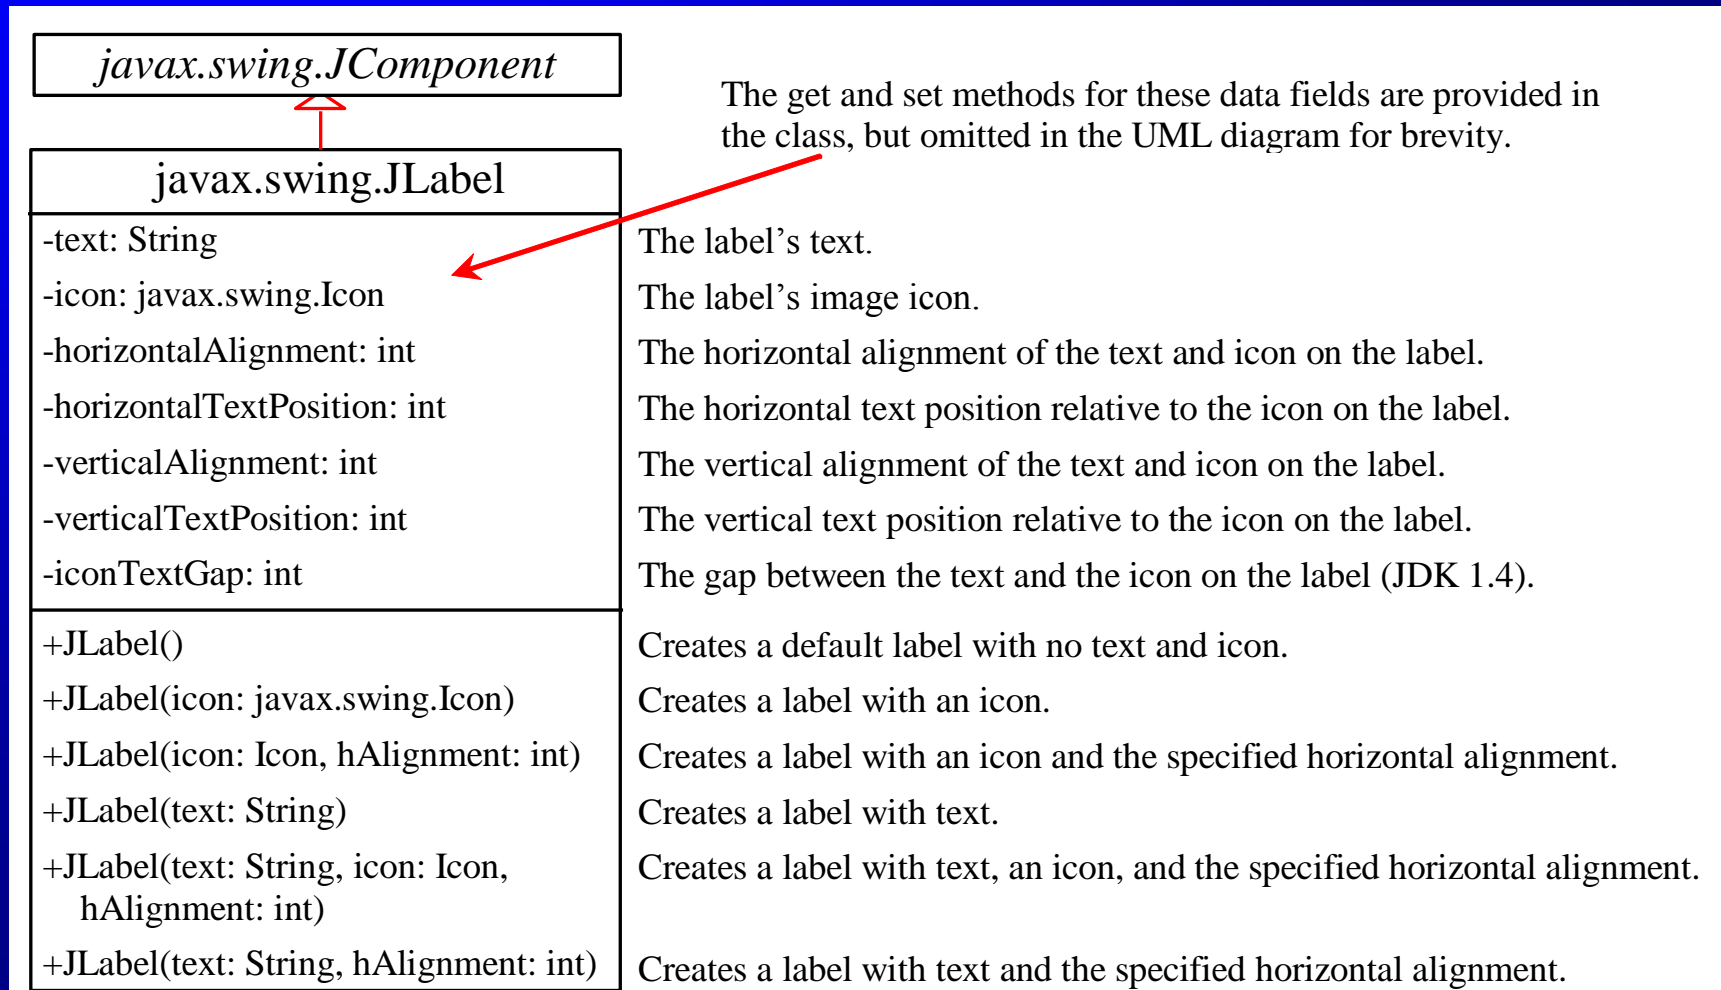 javax.swing.JComponent
The get and set methods for these data fields are provided in
the class, but omitted in the UML diagram for brevity.
javax.swing.JLabel
-text: String
The label’s text.
-icon: javax.swing.Icon
The label’s image icon.
-horizontalAlignment: int
The horizontal alignment of the text and icon on the label.
-horizontalTextPosition: int
The horizontal text position relative to the icon on the label.
-verticalAlignment: int
The vertical alignment of the text and icon on the label.
-verticalTextPosition: int
The vertical text position relative to the icon on the label.
-iconTextGap: int
The gap between the text and the icon on the label (JDK 1.4).
+JLabel()
Creates a default label with no text and icon.
+JLabel(icon: javax.swing.Icon)
Creates a label with an icon.
+JLabel(icon: Icon, hAlignment: int)
Creates a label with an icon and the specified horizontal alignment.
+JLabel(text: String)
Creates a label with text.
+JLabel(text: String, icon: Icon,
hAlignment: int)
Creates a label with text, an icon, and the specified horizontal alignment.
+JLabel(text: String, hAlignment: int)
Creates a label with text and the specified horizontal alignment.